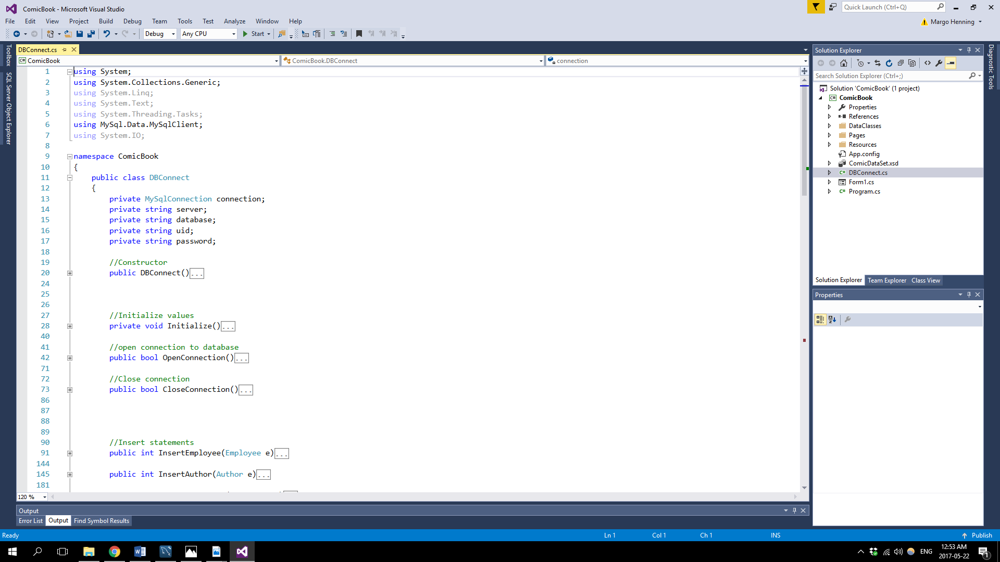 ComicBook - Microsoft Visual Studio
Quick Launch (Ctrl+Q)
File Edit View Project Build Debug Team Tools Test Analyze Window Help
Margo Henning
Debug Any CPU Start
Toolbox
SQL Server Object Explorer
DBConnect.cs
ComicBook
ComicBook.DBConnect
connection
1 using System;
2 using System.Collections.Generic;
3 using System.Linq;
4 using System.Text;
5 using System.Threading.Tasks;
6 using MySql.Data.MySqlClient;
7 using System.IO;
8
9 namespace ComicBook
10 {
11 public class DBConnect
12 {
13 private MySqlConnection connection;
14 private string server;
15 private string database;
16 private string uid;
17 private string password;
18
19 //Constructor
20 public DBConnect()...
24
25
26
27 //Initialize values
28 private void Initialize()...
40
41 //open connection to database
42 public bool OpenConnection()...
71
72 //Close connection
73 public bool CloseConnection()...
86
87
88
89
90 //Insert statements
91 public int InsertEmployee(Employee e)...
144
145 public int InsertAuthor(Author e)...
181
120 %
Output
Error List Output Find Symbol Results
Solution Explorer
Search Solution Explorer (Ctrl+;)
Solution 'ComicBook' (1 project)
C# ComicBook
Properties
References
DataClasses
Pages
Resources
App.config
ComicDataSet.xsd
C# DBConnect.cs
Form1.cs
C# Program.cs
Solution Explorer Team Explorer Class View
Properties
Diagnostic Tools
Ready Ln 1 Col 1 Ch 1 INS Publish
ENG
12:53 AM
2017-05-22
1